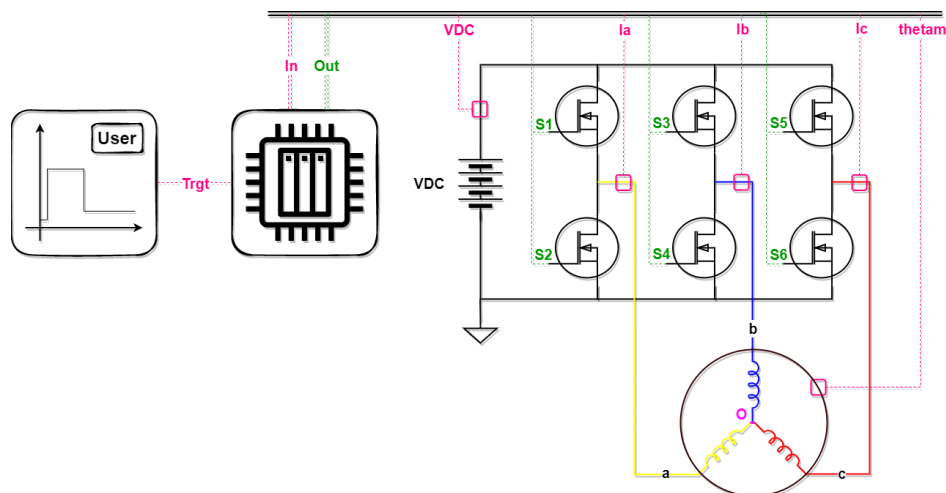 VDC
Ia
Ib
Ic
thetam
In
Out
User
Trgt
S1
S3
S5
VDC
S2
S4
S6
b
O
a
c